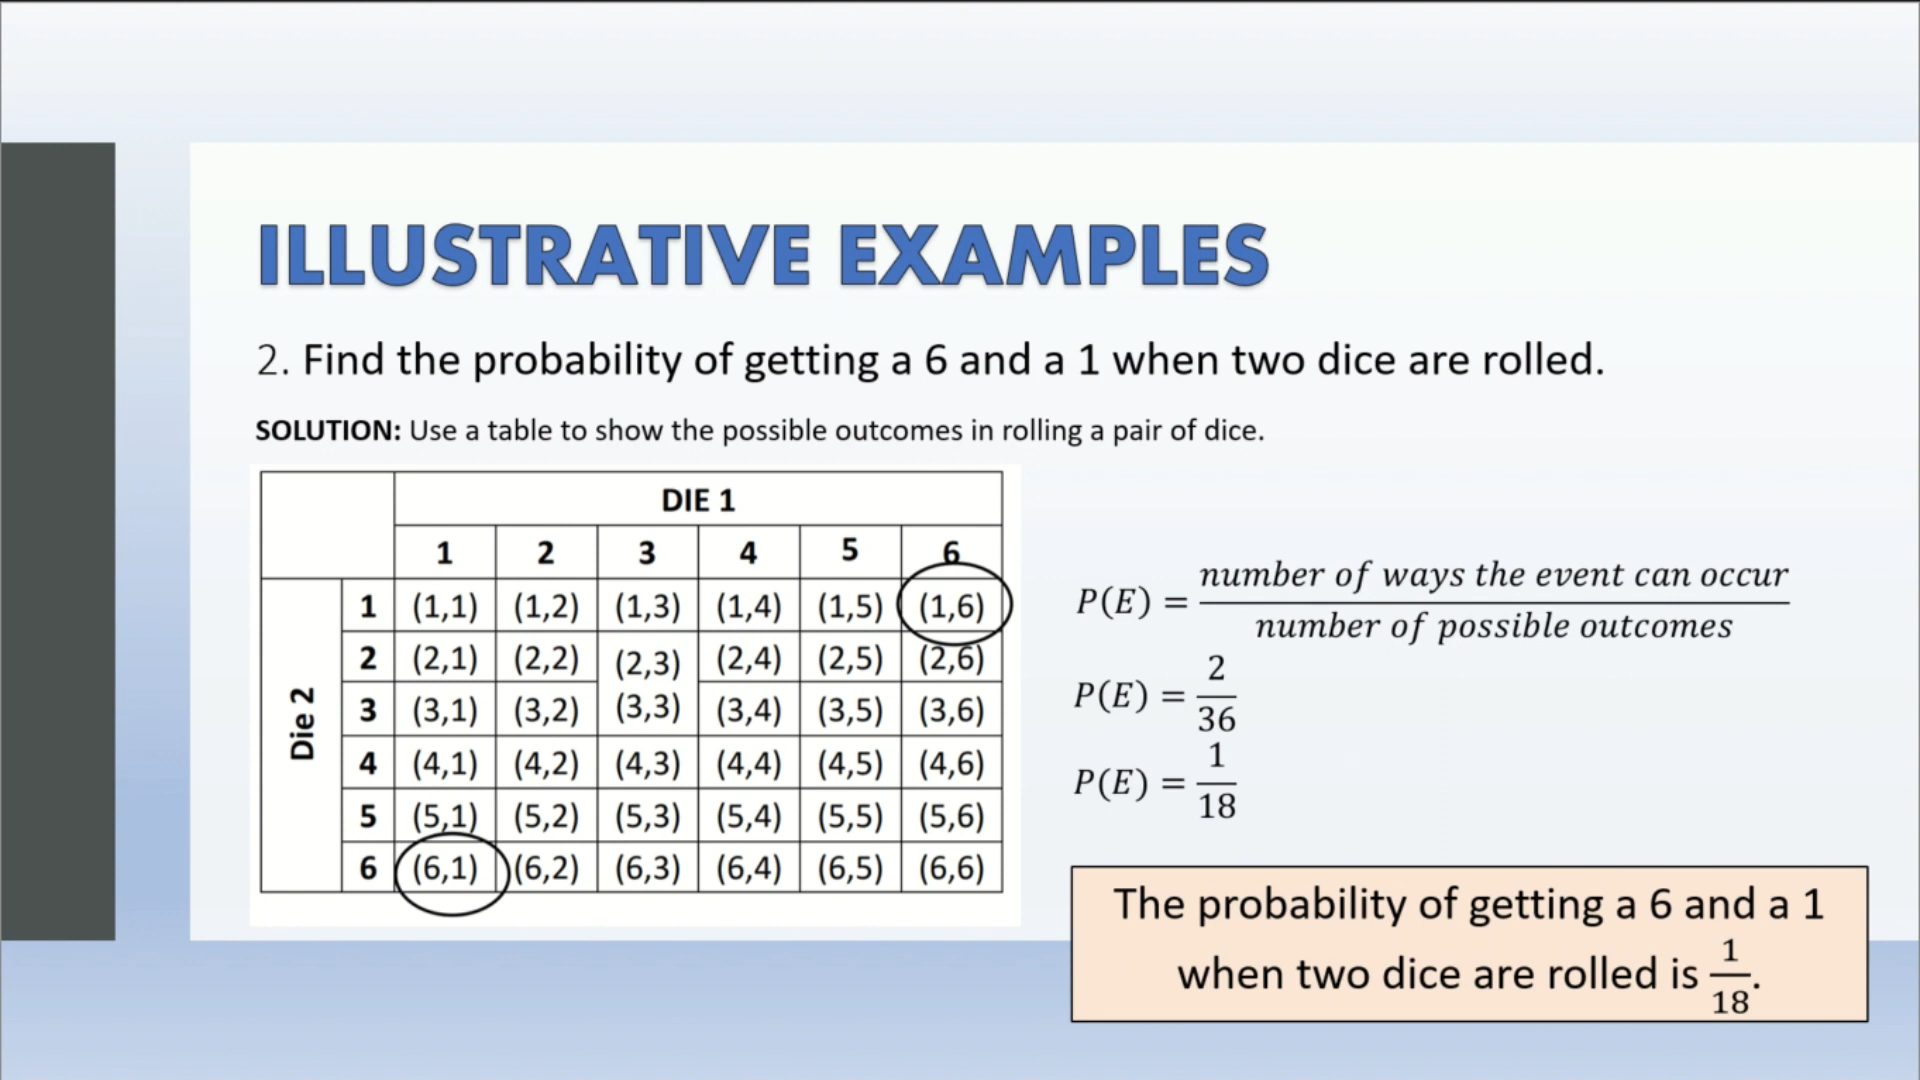 ILLUSTRATIVE EXAMPLES
2. Find the probability of getting a 6 and a 1 when two dice are rolled.
SOLUTION: Use a table to show the possible outcomes in rolling a pair of dice.
DIE 1
1 2 3 4 5 6
Die 2
1 (1,1) (1,2) (1,3) (1,4) (1,5) (1,6)
2 (2,1) (2,2) (2,3) (2,4) (2,5) (2,6)
3 (3,1) (3,2) (3,3) (3,4) (3,5) (3,6)
4 (4,1) (4,2) (4,3) (4,4) (4,5) (4,6)
5 (5,1) (5,2) (5,3) (5,4) (5,5) (5,6)
6 (6,1) (6,2) (6,3) (6,4) (6,5) (6,6)
P(E) = number of ways the event can occur / number of possible outcomes
P(E) = 2/36
P(E) = 1/18
The probability of getting a 6 and a 1
when two dice are rolled is 1/18.